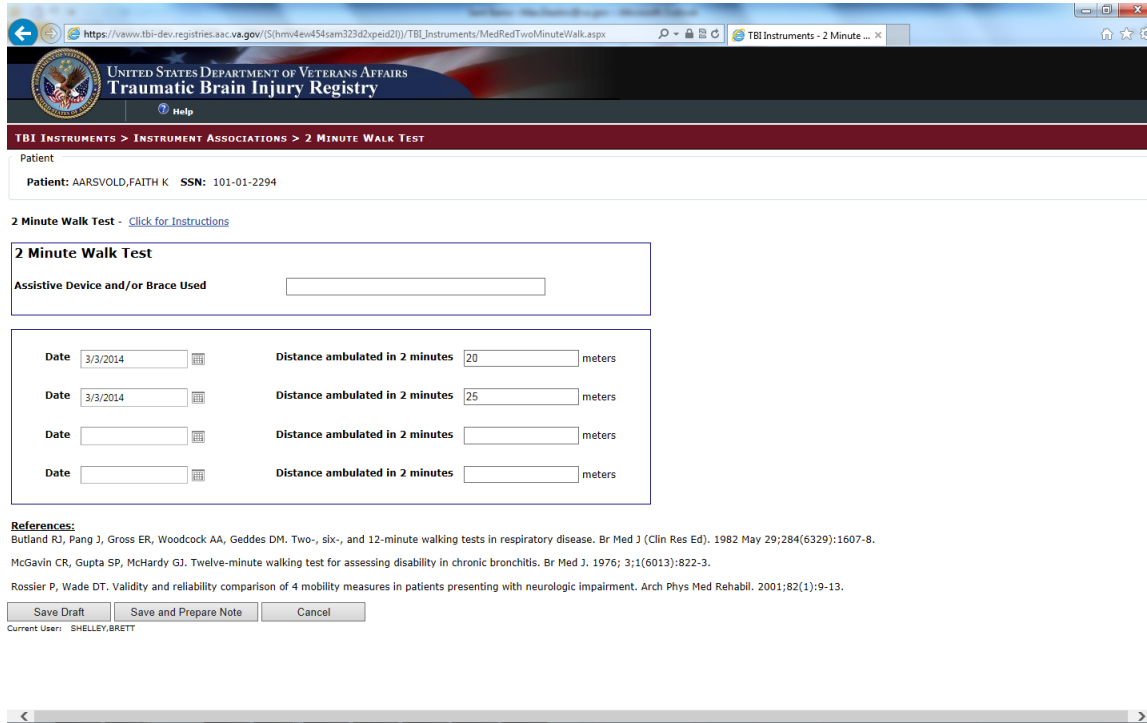 https://vaww.tbi-dev.registries.aac.va.gov/(S(hmv4ew454sam323d2xpeid2l))/TBI_Instruments/MedRedTwoMinuteWalk.aspx
TBI Instruments - 2 Minute ...
United States Department of Veterans Affairs
Traumatic Brain Injury Registry
Help
TBI Instruments > Instrument Associations > 2 Minute Walk Test
Patient
Patient: AARSVOLD,FAITH K SSN: 101-01-2294
2 Minute Walk Test - Click for Instructions
2 Minute Walk Test
Assistive Device and/or Brace Used
Date 3/3/2014 Distance ambulated in 2 minutes 20 meters
Date 3/3/2014 Distance ambulated in 2 minutes 25 meters
Date Distance ambulated in 2 minutes meters
Date Distance ambulated in 2 minutes meters
References:
Butland RJ, Pang J, Gross ER, Woodcock AA, Geddes DM. Two-, six-, and 12-minute walking tests in respiratory disease. Br Med J (Clin Res Ed). 1982 May 29;284(6329):1607-8.
McGavin CR, Gupta SP, McHardy GJ. Twelve-minute walking test for assessing disability in chronic bronchitis. Br Med J. 1976; 3;1(6013):822-3.
Rossier P, Wade DT. Validity and reliability comparison of 4 mobility measures in patients presenting with neurologic impairment. Arch Phys Med Rehabil. 2001;82(1):9-13.
Save Draft Save and Prepare Note Cancel
Current User: SHELLEY,BRETT